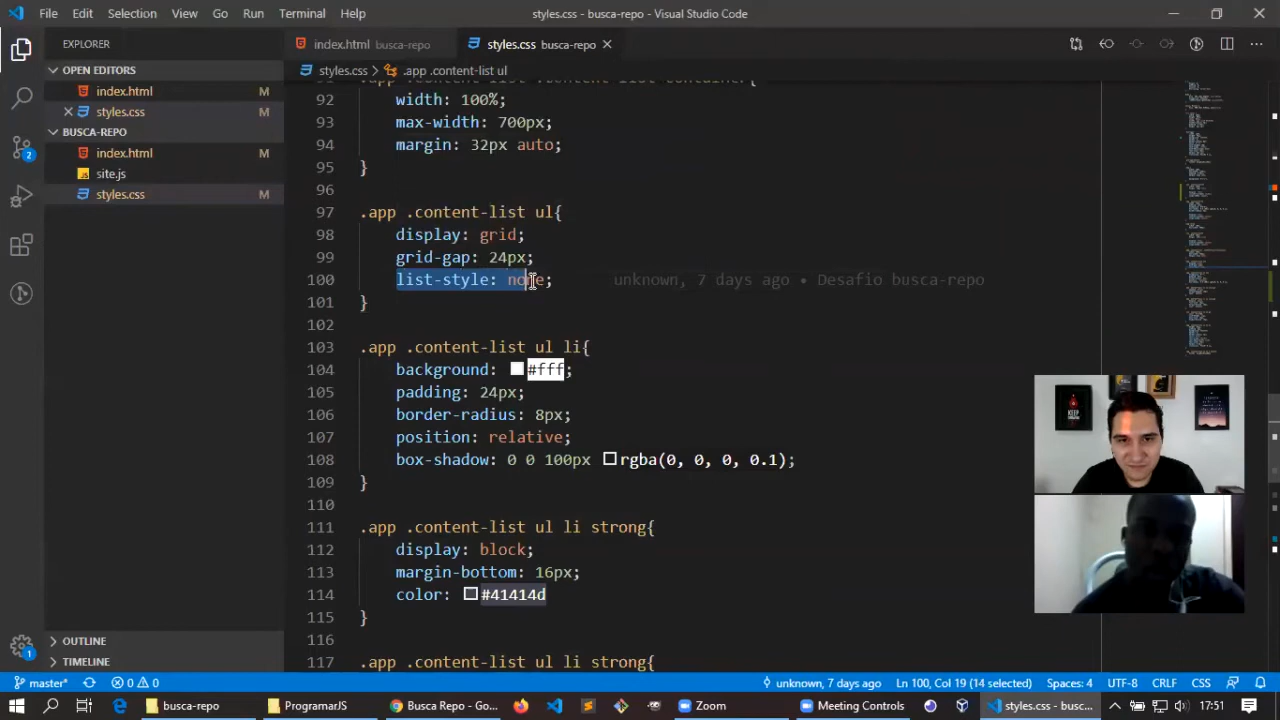 File Edit Selection View Go Run Terminal Help
styles.css - busca-repo - Visual Studio Code
EXPLORER
index.html busca-repo
styles.css busca-repo
OPEN EDITORS
styles.css > .app .content-list ul
index.html M
styles.css M
BUSCA-REPO
index.html M
site.js
styles.css M
92 width: 100%;
93 max-width: 700px;
94 margin: 32px auto;
95 }
96
97 .app .content-list ul{
98 display: grid;
99 grid-gap: 24px;
100 list-style: none; unknown, 7 days ago • Desafio busca-repo
101 }
102
103 .app .content-list ul li{
104 background: #fff;
105 padding: 24px;
106 border-radius: 8px;
107 position: relative;
108 box-shadow: 0 0 100px rgba(0, 0, 0, 0.1);
109 }
110
111 .app .content-list ul li strong{
112 display: block;
113 margin-bottom: 16px;
114 color: #41414d
115 }
116
117 .app .content-list ul li strong{
2
1
KEEP
OUTLINE
TIMELINE
master* 0 0 unknown, 7 days ago Ln 100, Col 19 (14 selected) Spaces: 4 UTF-8 CRLF CSS
busca-repo ProgramarJS Busca Repo - Go... Zoom Meeting Controls styles.css - busc... 17:51